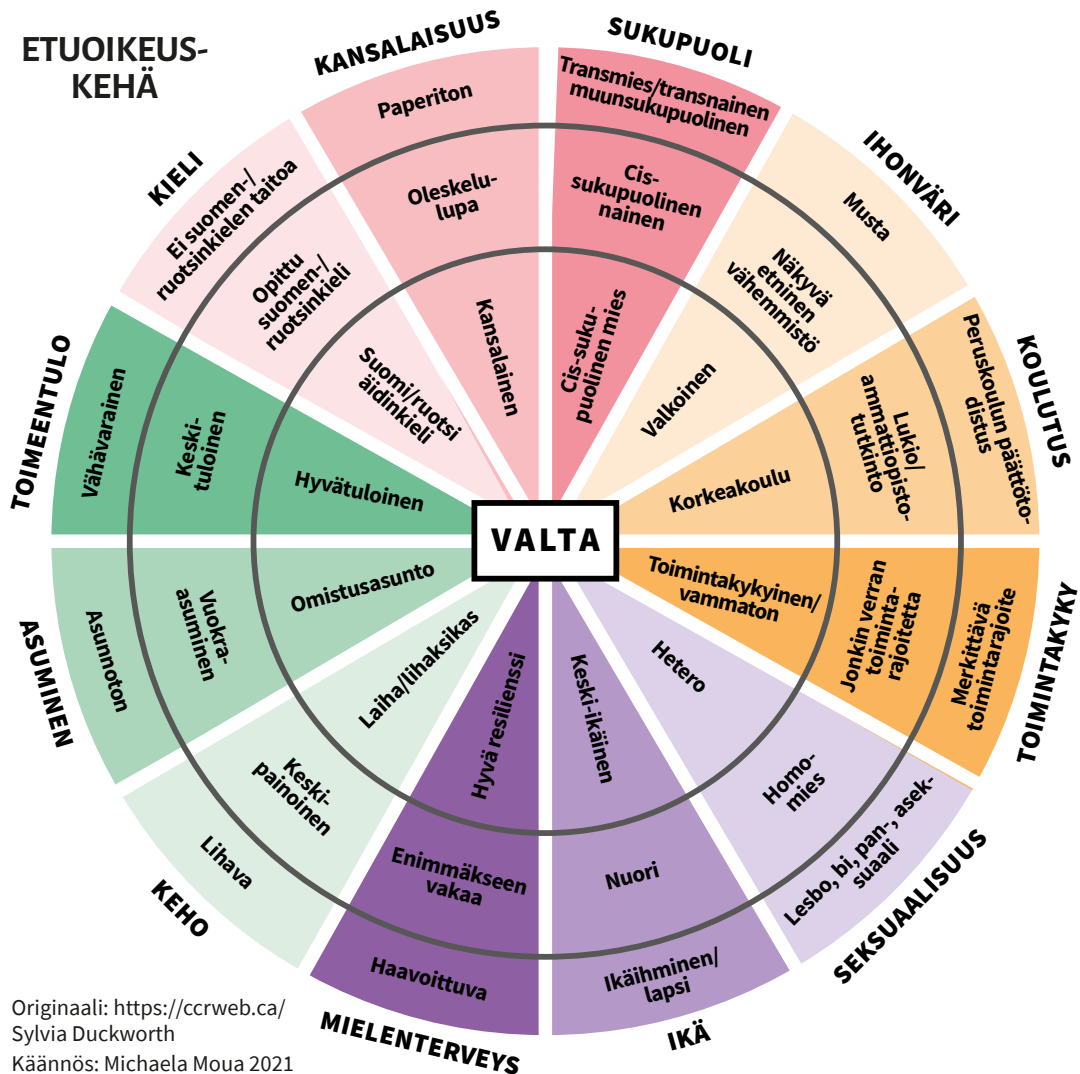 ETUOIKEUS-
KEHÄ
KANSALAISUUS
Paperiton
Oleskelu-
lupa
Kansalainen
SUKUPUOLI
Transmies/transnainen
muunsukupuolinen
Cis-
sukupuolinen
nainen
Cis-suku-
puolinen mies
IHONVÄRI
Musta
Näkyvä
etninen
vähemmistö
Valkoinen
KOULUTUS
Peruskoulun päättöto-
distus
Lukio/
ammattiopisto-
tutkinto
Korkeakoulu
TOIMINTAKYKY
Merkittävä
toimintarajoite
Jonkin verran
toiminta-
rajoitetta
Toimintakykyinen/
vammaton
SEKSUAALISUUS
Lesbo, bi, pan-, asek-
suaali
Homo-
mies
Hetero
IKÄ
Ikäihminen/
lapsi
Nuori
Keski-ikäinen
MIELENTERVEYS
Haavoittuva
Enimmäkseen
vakaa
Hyvä resilienssi
KEHO
Lihava
Keski-
painoinen
Laiha/lihaksikas
ASUMINEN
Asunnoton
Vuokra-
asuminen
Omistusasunto
TOIMEENTULO
Vähävarainen
Keski-
tuloinen
Hyvätuloinen
KIELI
Ei suomen-/
ruotsinkielen taitoa
Opittu
suomen-/
ruotsinkieli
Suomi/ruotsi
äidinkieli
VALTA
Originaali: https://ccrweb.ca/
Sylvia Duckworth
Käännös: Michaela Moua 2021